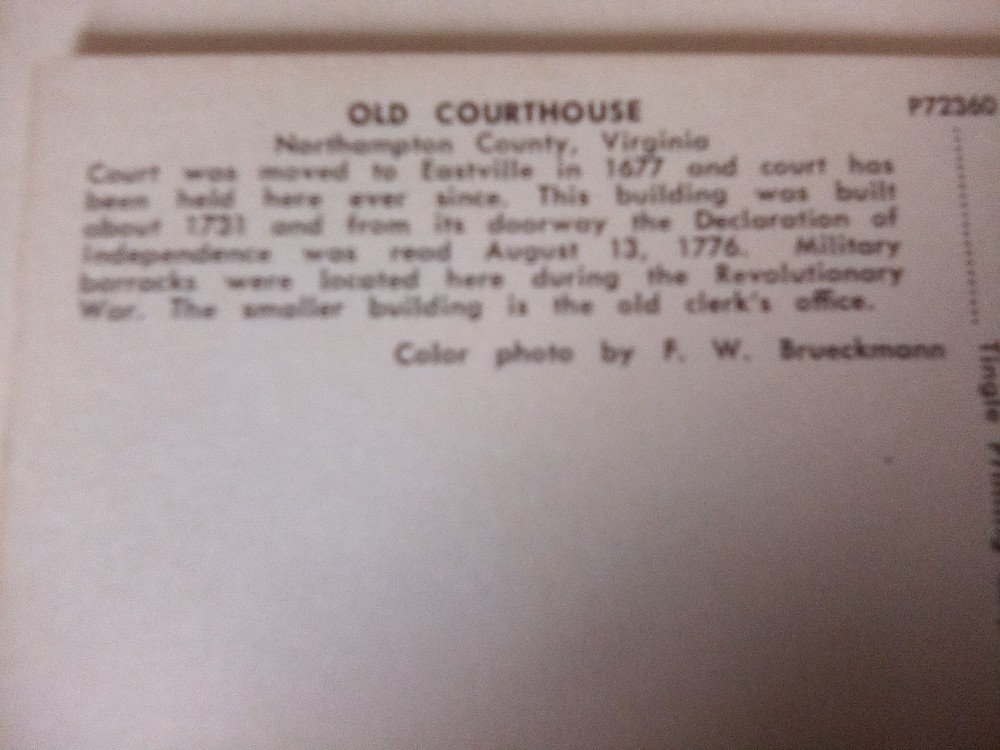 OLD COURTHOUSE
P72360
Northampton County, Virginia
Court was moved to Eastville in 1677 and court has
been held here ever since. This building was built
about 1731 and from its doorway the Declaration of
Independence was read August 13, 1776. Military
barracks were located here during the Revolutionary
War. The smaller building is the old clerk's office.
Color photo by F. W. Brueckmann
Tingle Printing